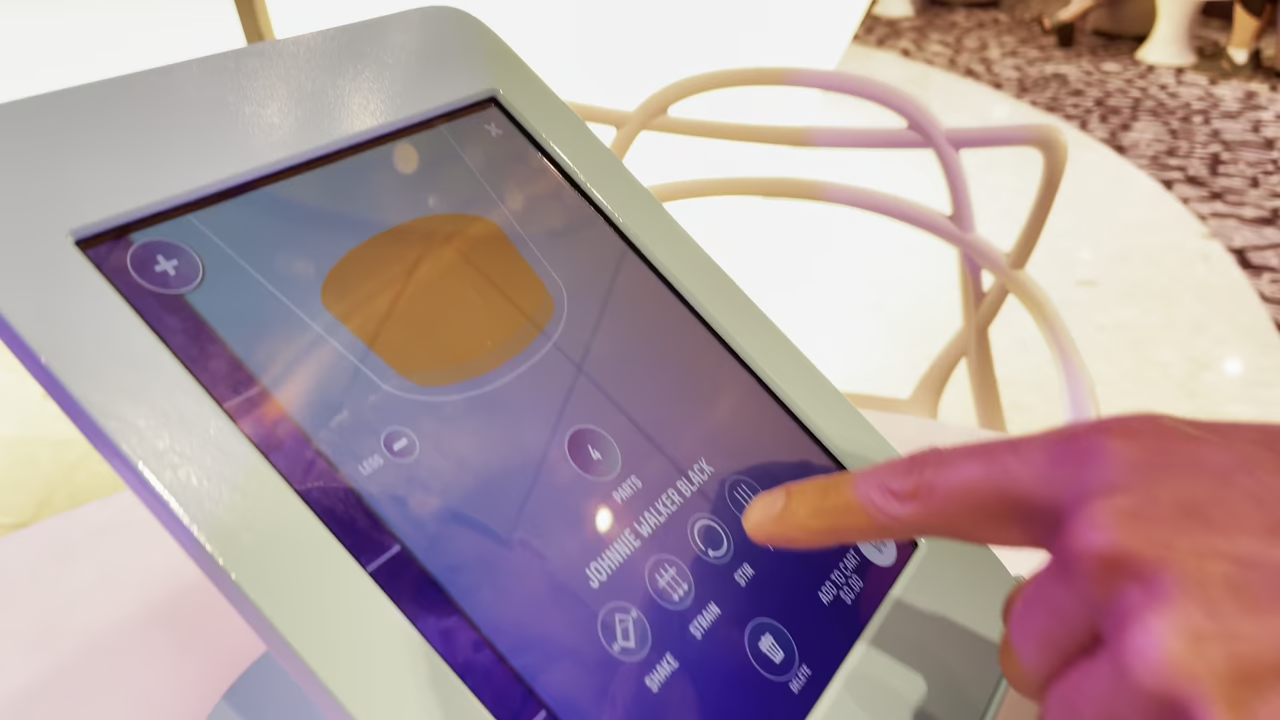 LESS
4
PARTS
JOHNNIE WALKER BLACK
SHAKE
STRAIN
STIR
ADD TO CART
$0.00
DELETE